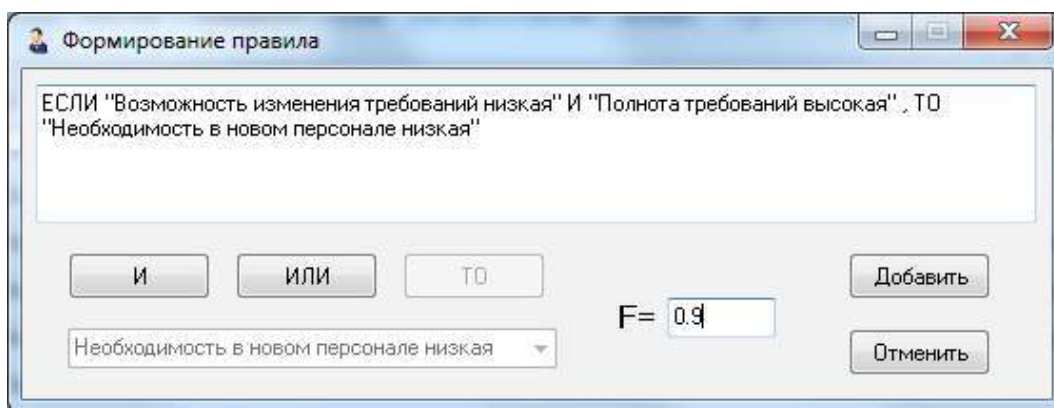 Формирование правила
ЕСЛИ "Возможность изменения требований низкая" И "Полнота требований высокая" , ТО
"Необходимость в новом персонале низкая"
И
ИЛИ
ТО
Добавить
F= 0.9
Необходимость в новом персонале низкая
Отменить